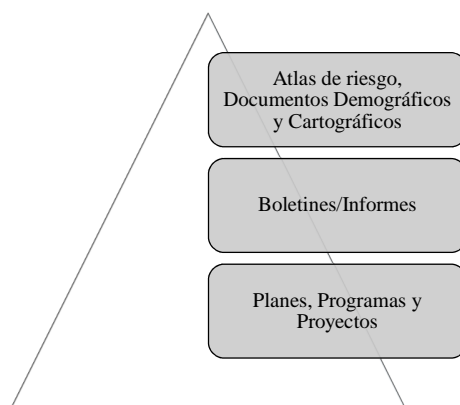 Atlas de riesgo,
Documentos Demográficos
y Cartográficos
Boletines/Informes
Planes, Programas y
Proyectos